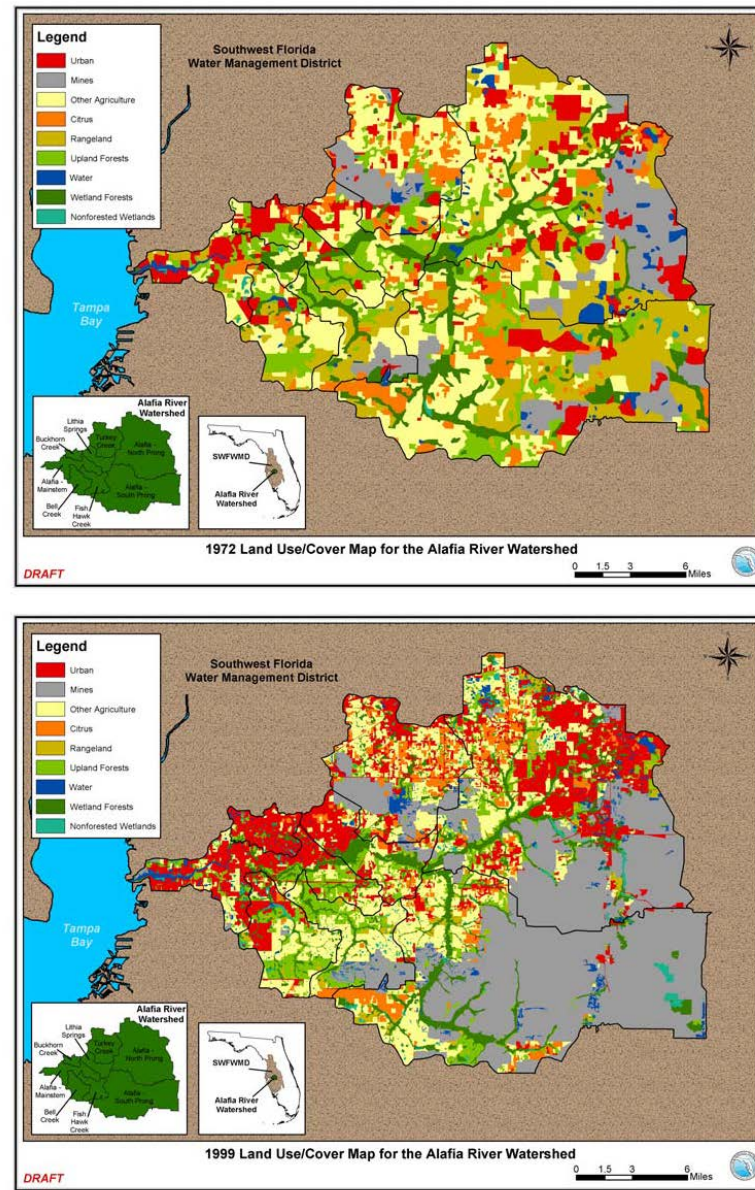 Legend
Urban
Mines
Other Agriculture
Citrus
Rangeland
Upland Forests
Water
Wetland Forests
Nonforested Wetlands
Southwest Florida
Water Management District
Tampa
Bay
Alafia River
Watershed
Lithia
Springs
Turkey
Creek
Buckhorn
Creek
Alafia -
North Prong
Alafia -
Mainstem
Alafia -
South Prong
Bell
Creek
Fish
Hawk
Creek
SWFWMD
Alafia River
Watershed
1972 Land Use/Cover Map for the Alafia River Watershed
DRAFT
0 1.5 3 6
Miles
Legend
Urban
Mines
Other Agriculture
Citrus
Rangeland
Upland Forests
Water
Wetland Forests
Nonforested Wetlands
Southwest Florida
Water Management District
Tampa
Bay
Alafia River
Watershed
Lithia
Springs
Turkey
Creek
Buckhorn
Creek
Alafia -
North Prong
Alafia -
Mainstem
Alafia -
South Prong
Bell
Creek
Fish
Hawk
Creek
SWFWMD
Alafia River
Watershed
1999 Land Use/Cover Map for the Alafia River Watershed
DRAFT
0 1.5 3 6
Miles